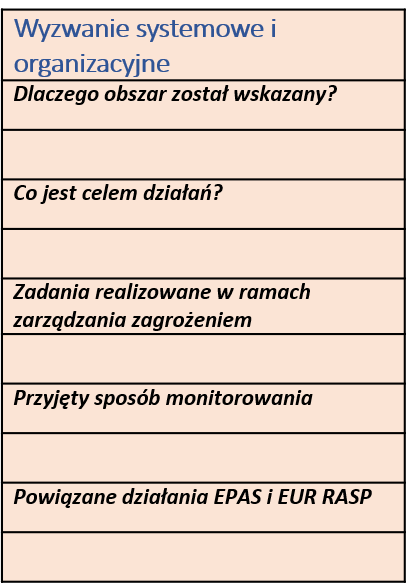 Wyzwanie systemowe i
organizacyjne
Dlaczego obszar został wskazany?
Co jest celem działań?
Zadania realizowane w ramach
zarządzania zagrożeniem
Przyjęty sposób monitorowania
Powiązane działania EPAS i EUR RASP